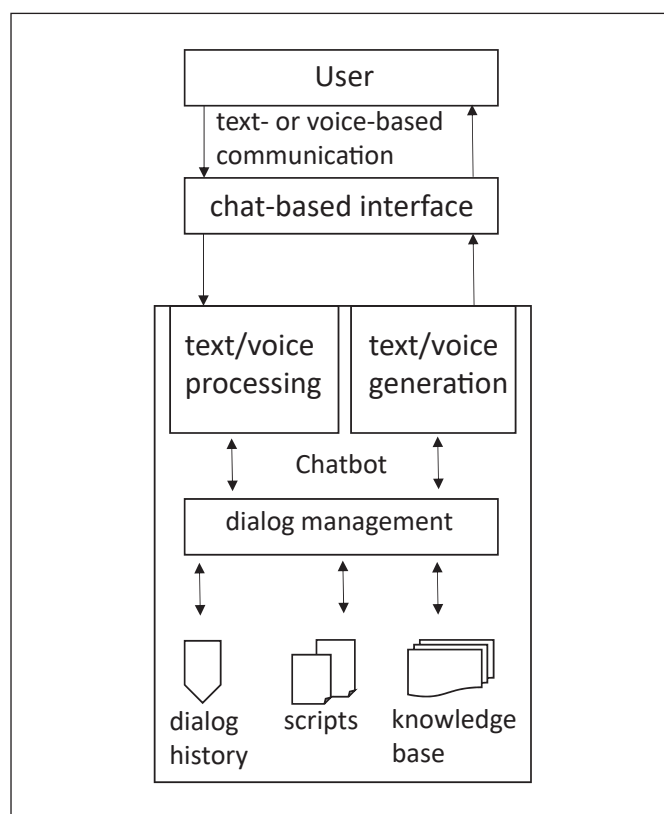 User
text- or voice-based
communication
chat-based interface
text/voice
processing
text/voice
generation
Chatbot
dialog management
dialog
history
scripts
knowledge
base